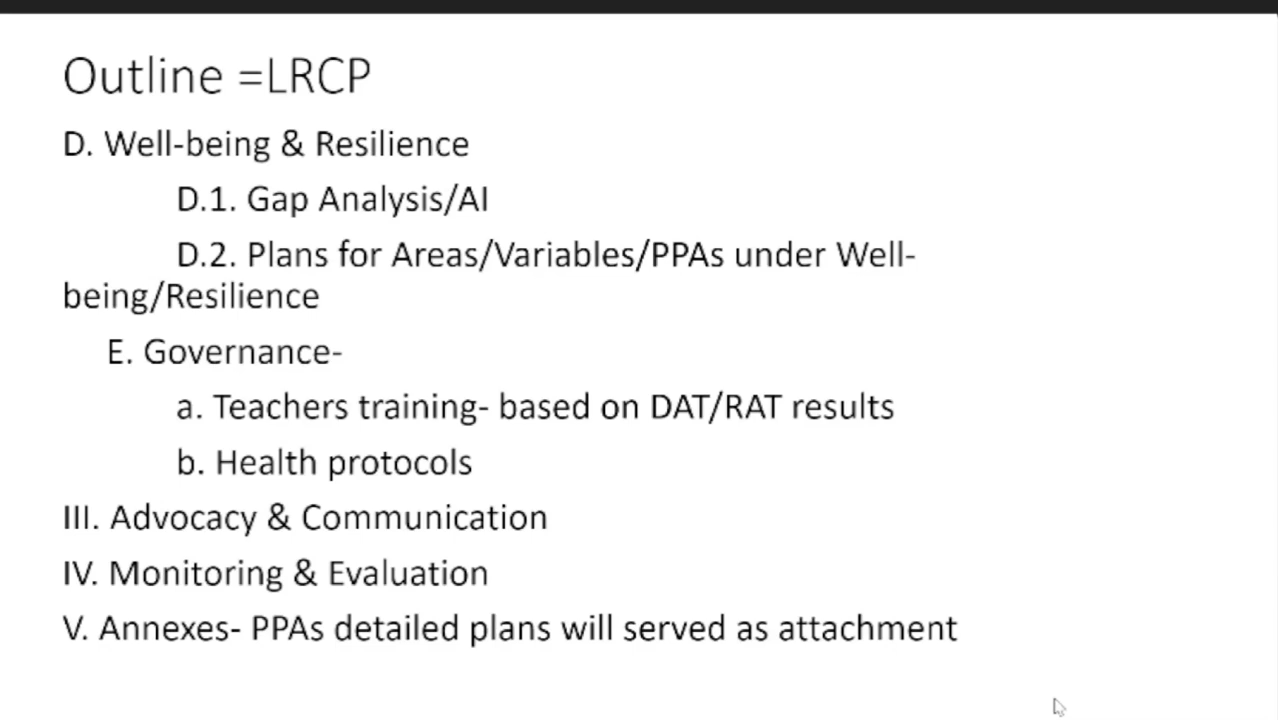 Outline =LRCP
D. Well-being & Resilience
D.1. Gap Analysis/AI
D.2. Plans for Areas/Variables/PPAs under Well-
being/Resilience
E. Governance-
a. Teachers training- based on DAT/RAT results
b. Health protocols
III. Advocacy & Communication
IV. Monitoring & Evaluation
V. Annexes- PPAs detailed plans will served as attachment